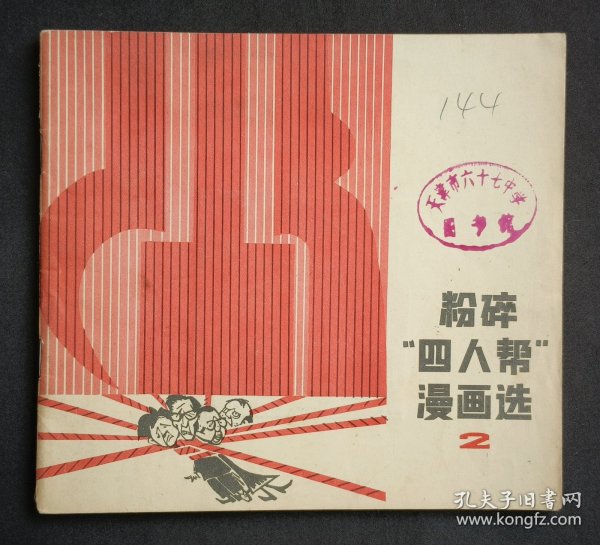 144
天津市六十七中学
图书馆
粉碎
“四人帮”
漫画选
2
孔夫子旧书网
www.kongfz.com